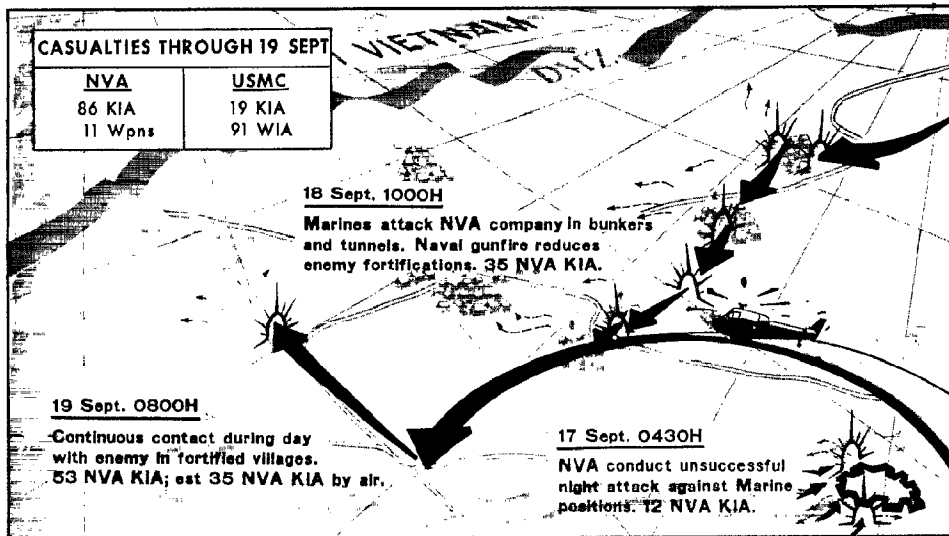 CASUALTIES THROUGH 19 SEPT
NVA USMC
86 KIA 19 KIA
11 Wpns 91 WIA
VIETNAM
DMZ
18 Sept. 1000H
Marines attack NVA company in bunkers
and tunnels. Naval gunfire reduces
enemy fortifications. 35 NVA KIA.
19 Sept. 0800H
Continuous contact during day
with enemy in fortified villages.
53 NVA KIA; est 35 NVA KIA by air.
17 Sept. 0430H
NVA conduct unsuccessful
night attack against Marine
positions. 12 NVA KIA.